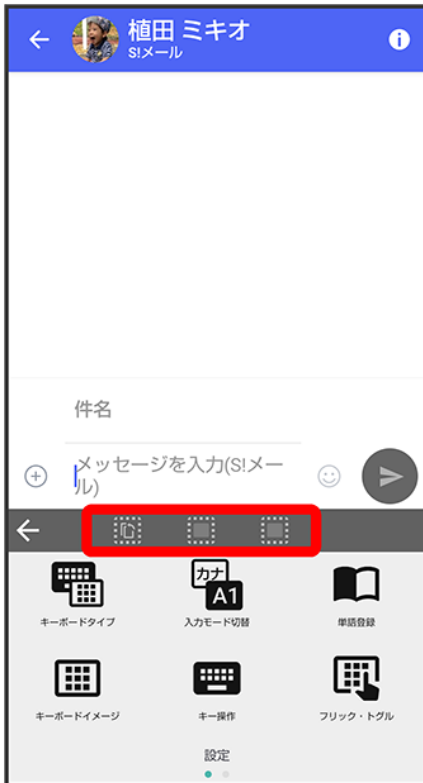 植田 ミキオ
S!メール
件名
メッセージを入力(S!メー
ル)
カナ
A1
キーボードタイプ
入力モード切替
単語登録
キーボードイメージ
キー操作
フリック・トグル
設定